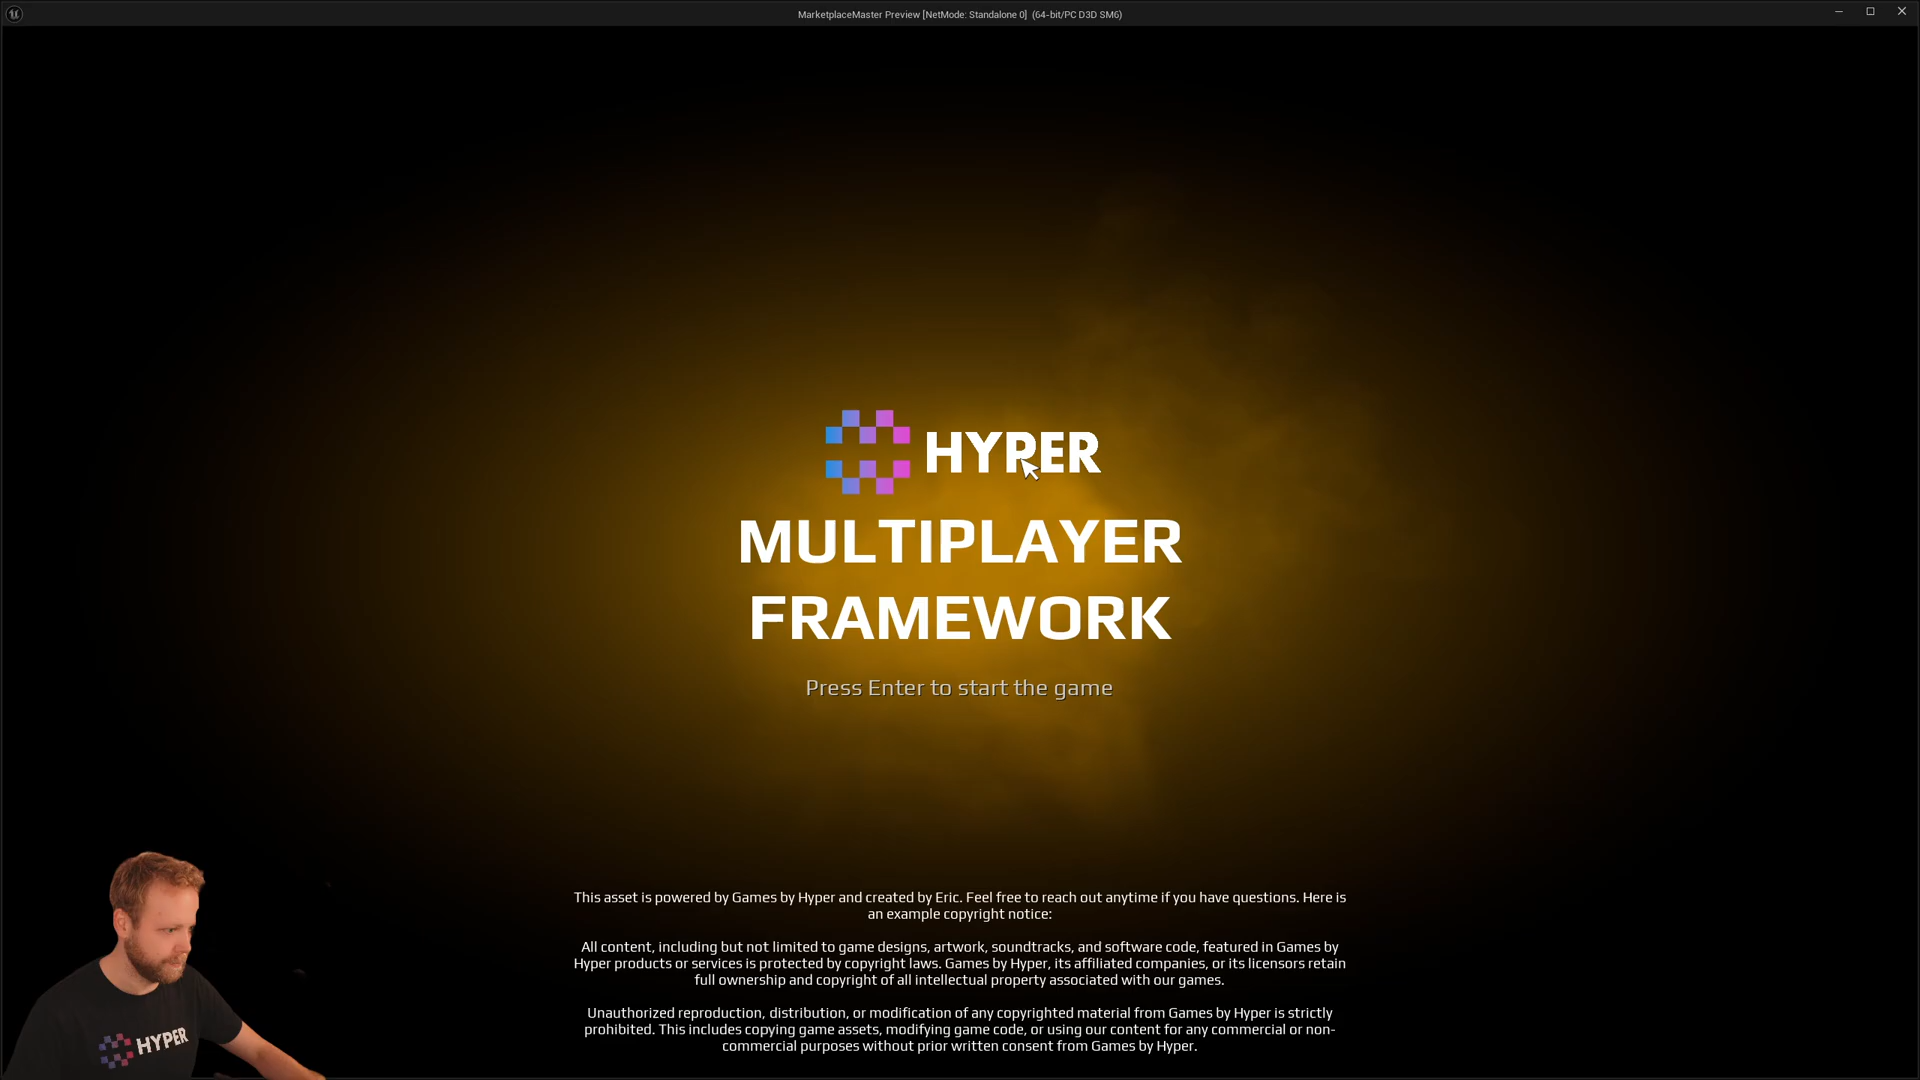 MarketplaceMaster Preview [NetMode: Standalone 0] (64-bit/PC D3D SM6)
HYPER
MULTIPLAYER
FRAMEWORK
Press Enter to start the game
This asset is powered by Games by Hyper and created by Eric. Feel free to reach out anytime if you have questions. Here is
an example copyright notice:
All content, including but not limited to game designs, artwork, soundtracks, and software code, featured in Games by
Hyper products or services is protected by copyright laws. Games by Hyper, its affiliated companies, or its licensors retain
full ownership and copyright of all intellectual property associated with our games.
Unauthorized reproduction, distribution, or modification of any copyrighted material from Games by Hyper is strictly
prohibited. This includes copying game assets, modifying game code, or using our content for any commercial or non-
commercial purposes without prior written consent from Games by Hyper.
HYPER